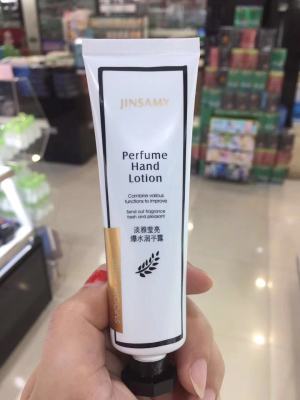 JINSAMY
Perfume
Hand
Lotion
Combine various
functions to improve
Send out fragrance
fresh and pleasant
淡雅莹亮
爆水润手露